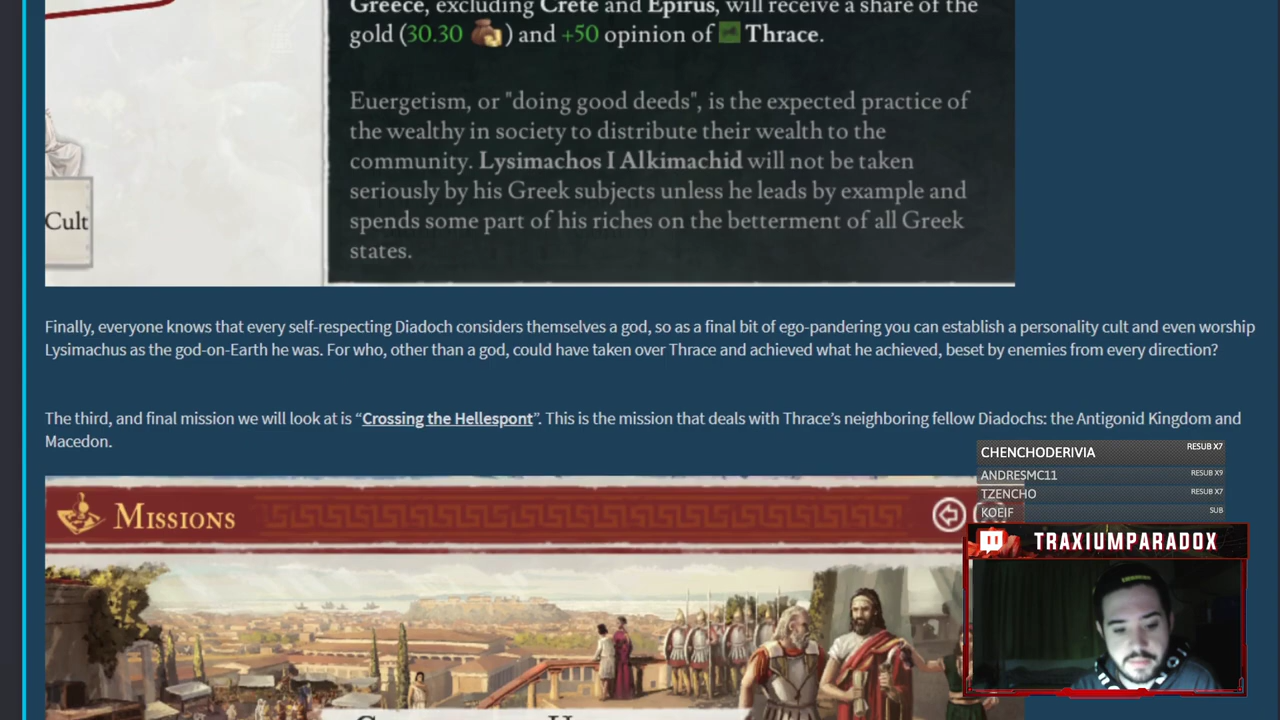 Greece, excluding Crete and Epirus, will receive a share of the
gold (30.30 ) and +50 opinion of Thrace.
Euergetism, or "doing good deeds", is the expected practice of
the wealthy in society to distribute their wealth to the
community. Lysimachos I Alkimachid will not be taken
seriously by his Greek subjects unless he leads by example and
spends some part of his riches on the betterment of all Greek
states.
Cult
Finally, everyone knows that every self-respecting Diadoch considers themselves a god, so as a final bit of ego-pandering you can establish a personality cult and even worship
Lysimachus as the god-on-Earth he was. For who, other than a god, could have taken over Thrace and achieved what he achieved, beset by enemies from every direction?
The third, and final mission we will look at is “Crossing the Hellespont”. This is the mission that deals with Thrace’s neighboring fellow Diadochs: the Antigonid Kingdom and
Macedon.
CHENCHODERIVIA RESUB X7
ANDRESMC11 RESUB X9
TZENCHO RESUB X7
KOEIF SUB
TRAXIUMPARADOX
MISSIONS